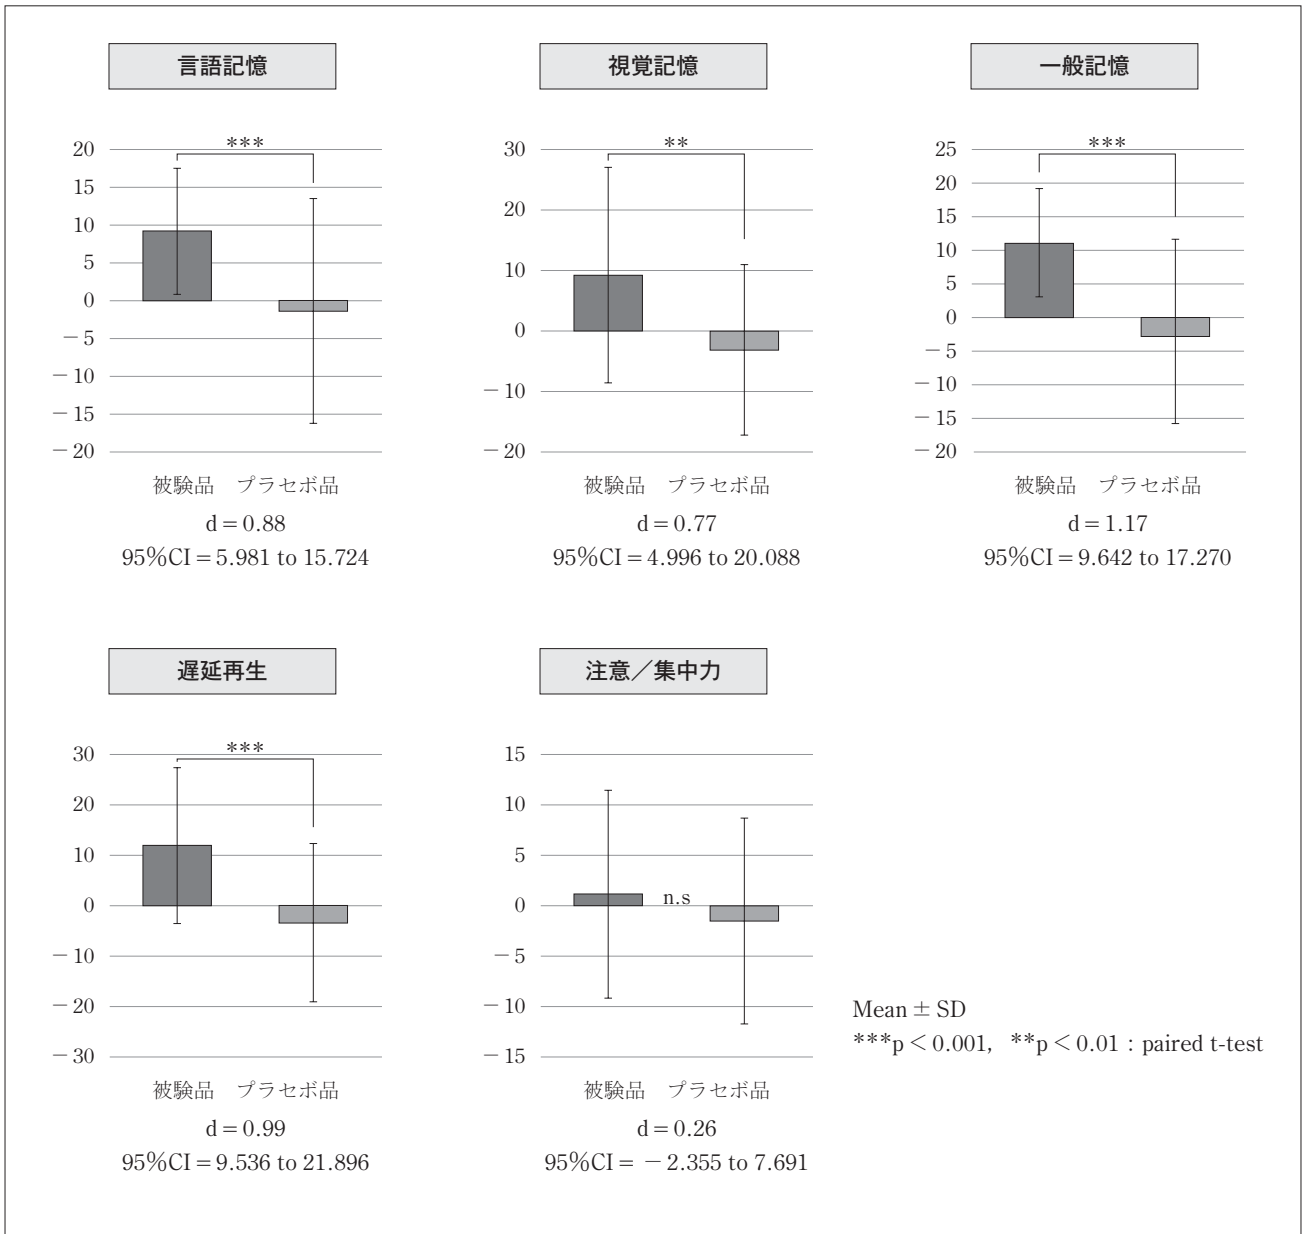 言語記憶
***
20
15
10
5
0
－5
－10
－15
－20
被験品　プラセボ品
d＝0.88
95%CI＝5.981 to 15.724
視覚記憶
**
30
20
10
0
－10
－20
被験品　プラセボ品
d＝0.77
95%CI＝4.996 to 20.088
一般記憶
***
25
20
15
10
5
0
－5
－10
－15
－20
被験品　プラセボ品
d＝1.17
95%CI＝9.642 to 17.270
遅延再生
***
30
20
10
0
－10
－20
－30
被験品　プラセボ品
d＝0.99
95%CI＝9.536 to 21.896
注意／集中力
15
10
5
0
－5
－10
－15
n.s
被験品　プラセボ品
d＝0.26
95%CI＝－2.355 to 7.691
Mean ± SD
***p＜0.001, **p＜0.01：paired t-test